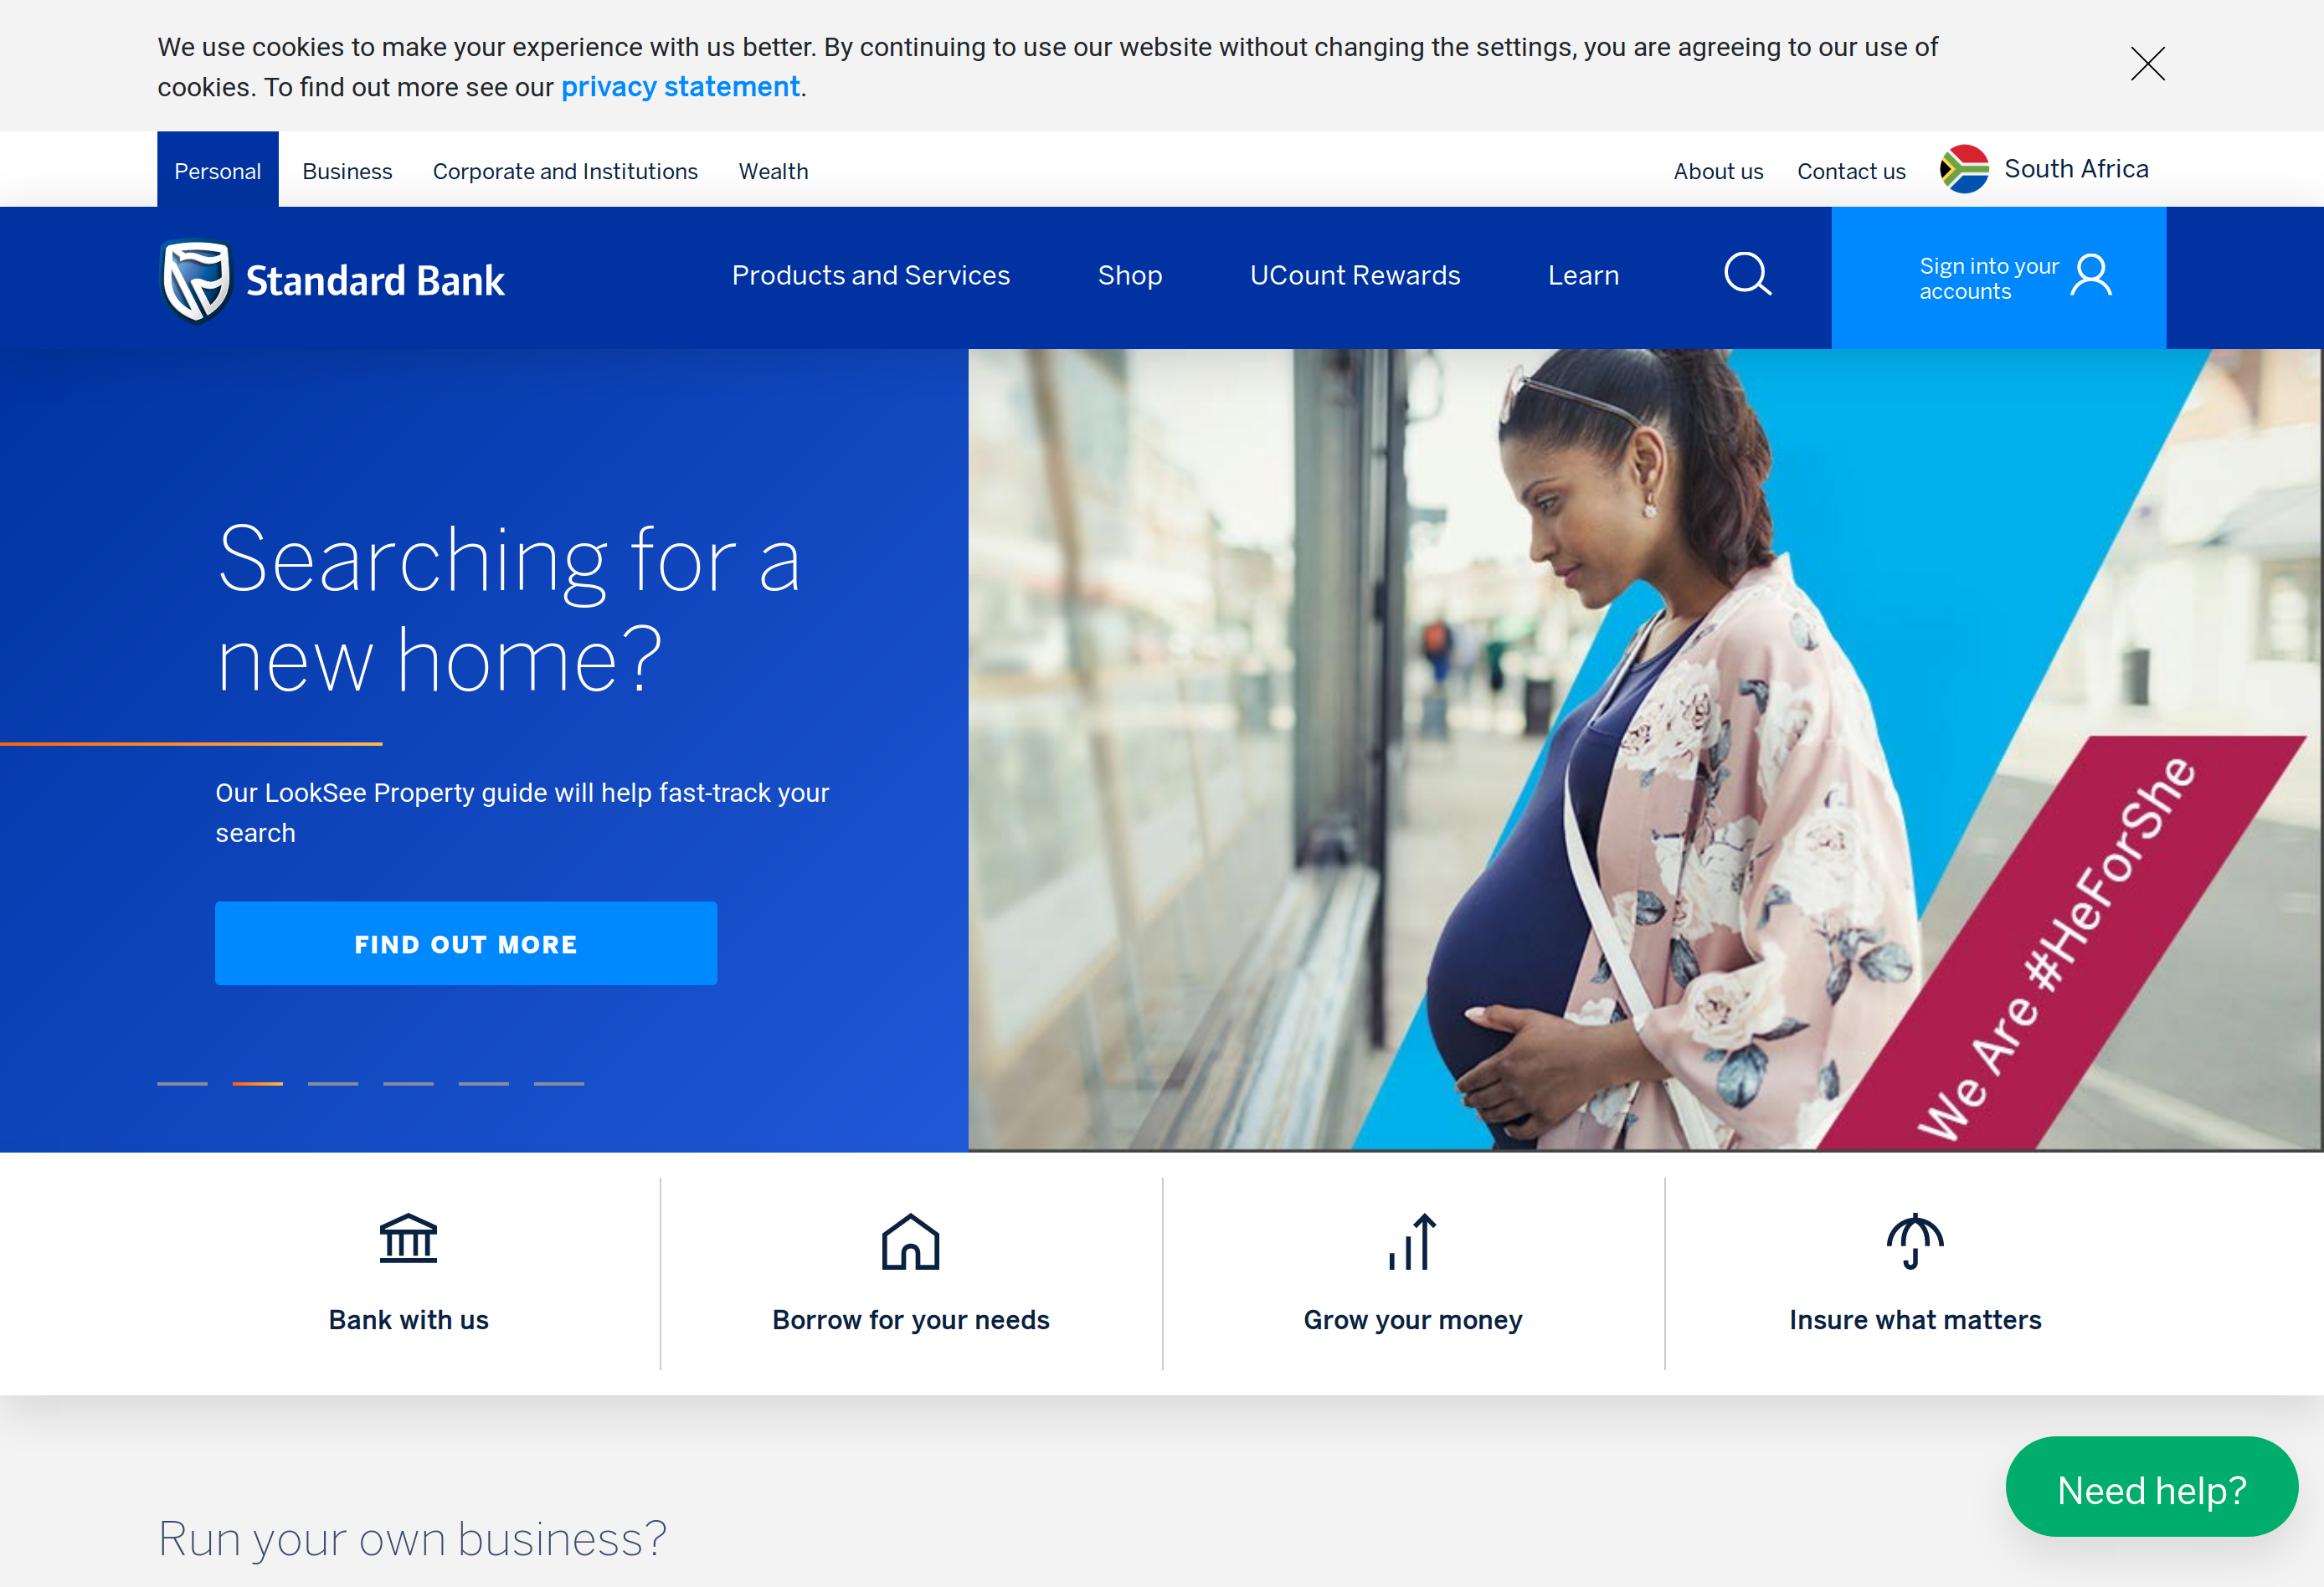 We use cookies to make your experience with us better. By continuing to use our website without changing the settings, you are agreeing to our use of
cookies. To find out more see our privacy statement.
Personal Business Corporate and Institutions Wealth About us Contact us South Africa
Standard Bank Products and Services Shop UCount Rewards Learn Sign into your
accounts
Searching for a
new home?
Our LookSee Property guide will help fast-track your
search
FIND OUT MORE
We Are #HeForShe
Bank with us Borrow for your needs Grow your money Insure what matters
Need help?
Run your own business?